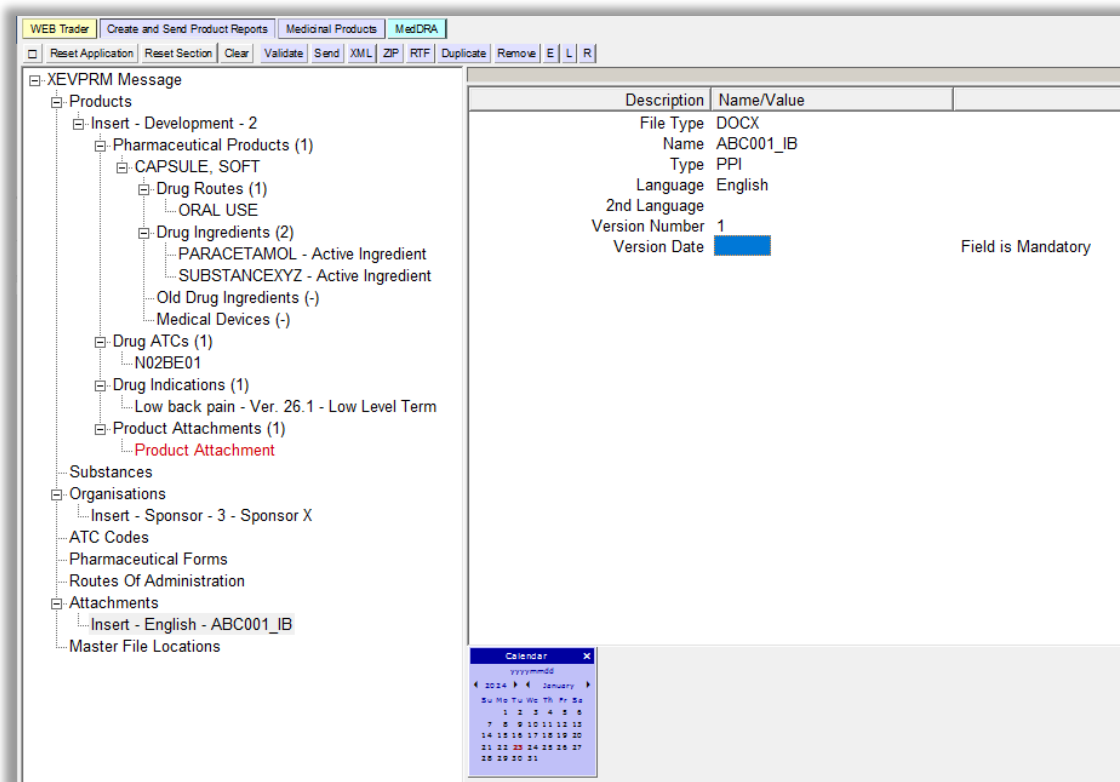 WEB Trader Create and Send Product Reports Medicinal Products MedDRA
Reset Application Reset Section Clear Validate Send XML ZIP RTF Duplicate Remove E L R
XEVPRM Message
Products
Insert - Development - 2
Pharmaceutical Products (1)
CAPSULE, SOFT
Drug Routes (1)
ORAL USE
Drug Ingredients (2)
PARACETAMOL - Active Ingredient
SUBSTANCEXYZ - Active Ingredient
Old Drug Ingredients (-)
Medical Devices (-)
Drug ATCs (1)
N02BE01
Drug Indications (1)
Low back pain - Ver. 26.1 - Low Level Term
Product Attachments (1)
Product Attachment
Substances
Organisations
Insert - Sponsor - 3 - Sponsor X
ATC Codes
Pharmaceutical Forms
Routes Of Administration
Attachments
Insert - English - ABC001_IB
Master File Locations
Description Name/Value
File Type DOCX
Name ABC001_IB
Type PPI
Language English
2nd Language
Version Number 1
Version Date Field is Mandatory
Calendar x
yyyymmdd
2024 January
Su Mo Tu We Th Fr Sa
1 2 3 4 5 6
7 8 9 10 11 12 13
14 15 16 17 18 19 20
21 22 23 24 25 26 27
28 29 30 31